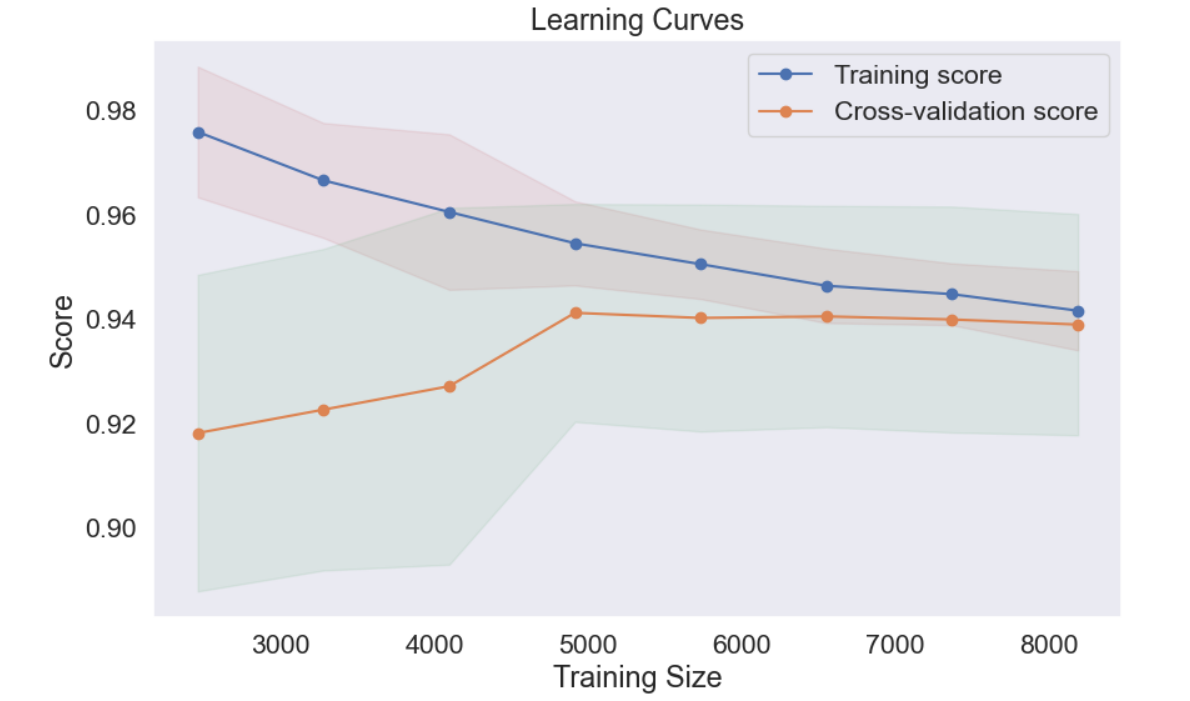 Learning Curves
Training score
Cross-validation score
0.98
0.96
0.94
0.92
0.90
Score
3000 4000 5000 6000 7000 8000
Training Size